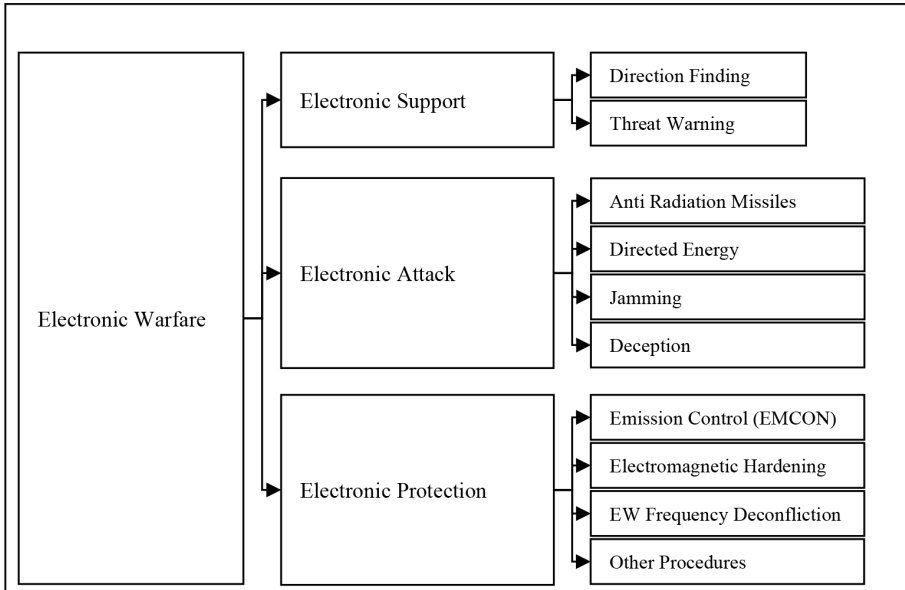 Electronic Warfare
Electronic Support
Direction Finding
Threat Warning
Electronic Attack
Anti Radiation Missiles
Directed Energy
Jamming
Deception
Electronic Protection
Emission Control (EMCON)
Electromagnetic Hardening
EW Frequency Deconfliction
Other Procedures